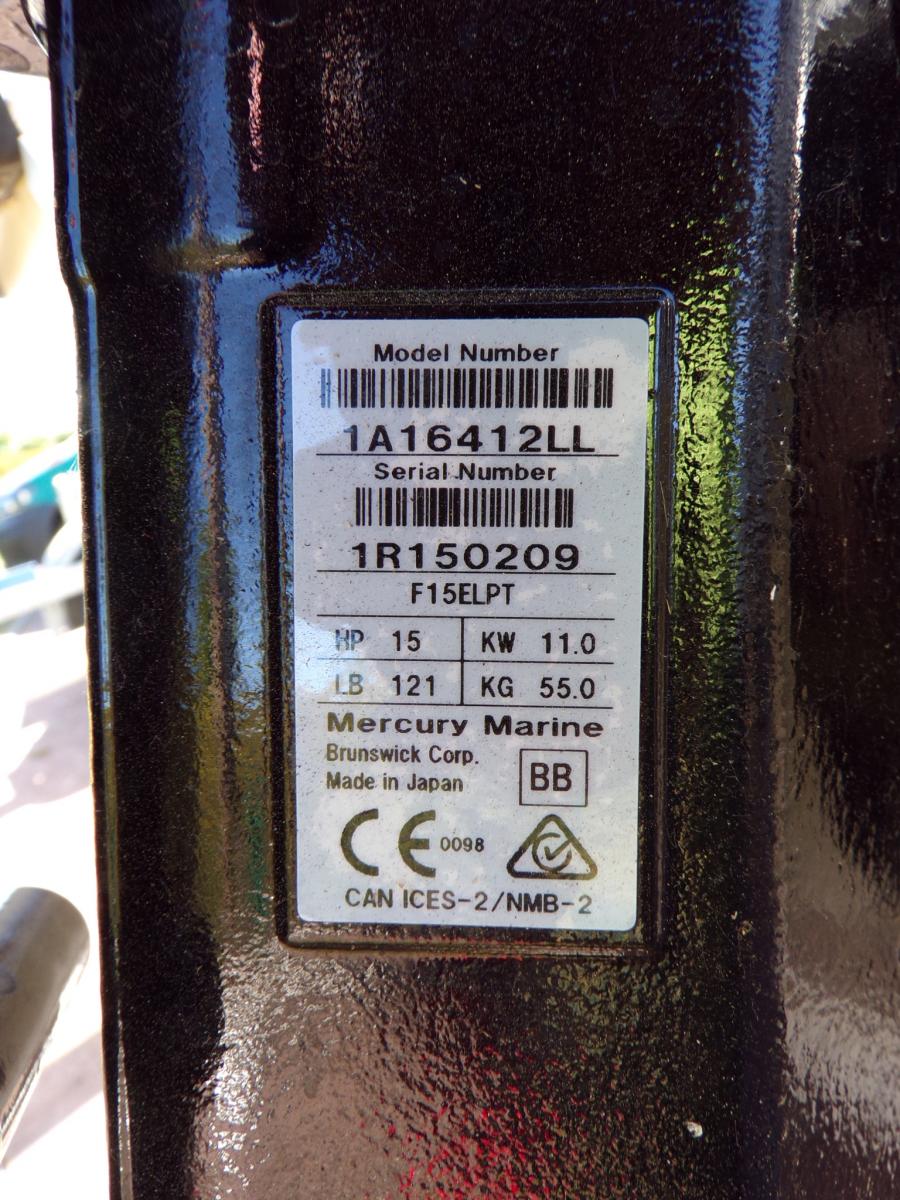 Model Number
1A16412LL
Serial Number
1R150209
F15ELPT
HP 15 KW 11.0
LB 121 KG 55.0
Mercury Marine
Brunswick Corp.
Made in Japan
BB
CE 0098
CAN ICES-2/NMB-2